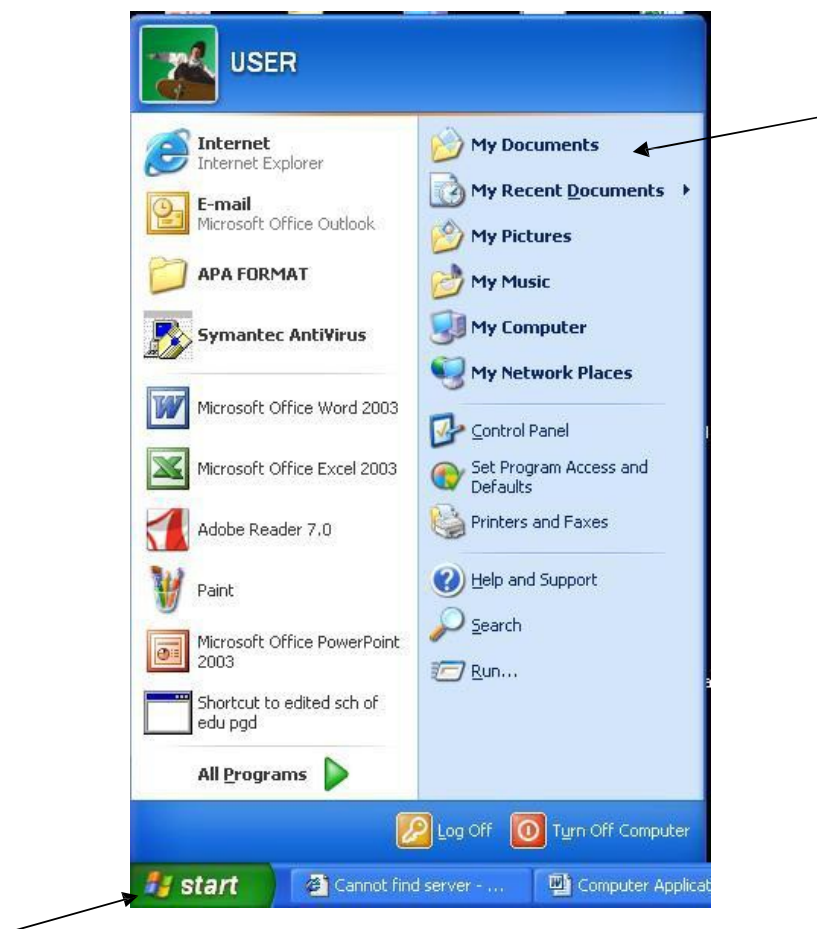 USER
Internet
Internet Explorer
E-mail
Microsoft Office Outlook
APA FORMAT
Symantec AntiVirus
Microsoft Office Word 2003
Microsoft Office Excel 2003
Adobe Reader 7.0
Paint
Microsoft Office PowerPoint
2003
Shortcut to edited sch of
edu pgd
All Programs
My Documents
My Recent Documents
My Pictures
My Music
My Computer
My Network Places
Control Panel
Set Program Access and
Defaults
Printers and Faxes
Help and Support
Search
Run...
Log Off
Turn Off Computer
start
Cannot find server - ...
Computer Applicat